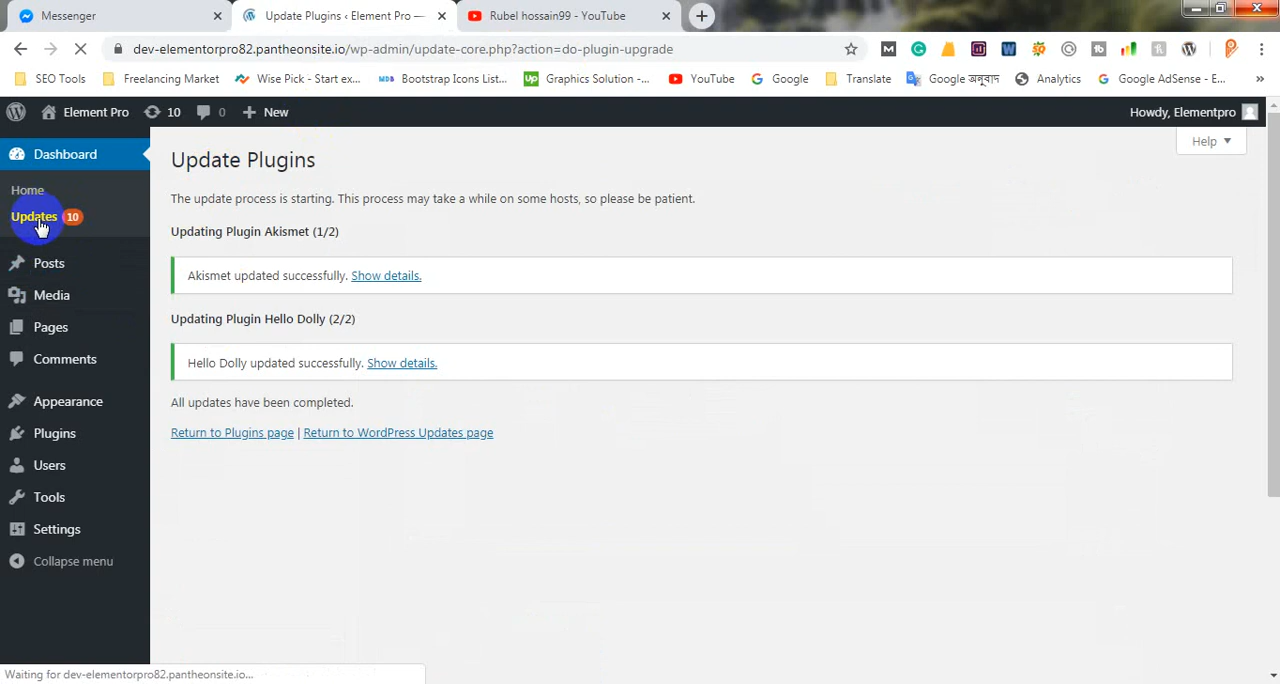 Messenger
Update Plugins ‹ Element Pro —
Rubel hossain99 - YouTube
dev-elementorpro82.pantheonsite.io/wp-admin/update-core.php?action=do-plugin-upgrade
SEO Tools
Freelancing Market
Wise Pick - Start ex...
MDB Bootstrap Icons List...
Up Graphics Solution -...
YouTube
Google
Translate
Google অনুবাদ
Analytics
Google AdSense - E...
»
Element Pro
10
0
+ New
Howdy, Elementpro
Help
Dashboard
Home
Updates 10
Posts
Media
Pages
Comments
Appearance
Plugins
Users
Tools
Settings
Collapse menu
Update Plugins
The update process is starting. This process may take a while on some hosts, so please be patient.
Updating Plugin Akismet (1/2)
Akismet updated successfully. Show details.
Updating Plugin Hello Dolly (2/2)
Hello Dolly updated successfully. Show details.
All updates have been completed.
Return to Plugins page | Return to WordPress Updates page
Waiting for dev-elementorpro82.pantheonsite.io...